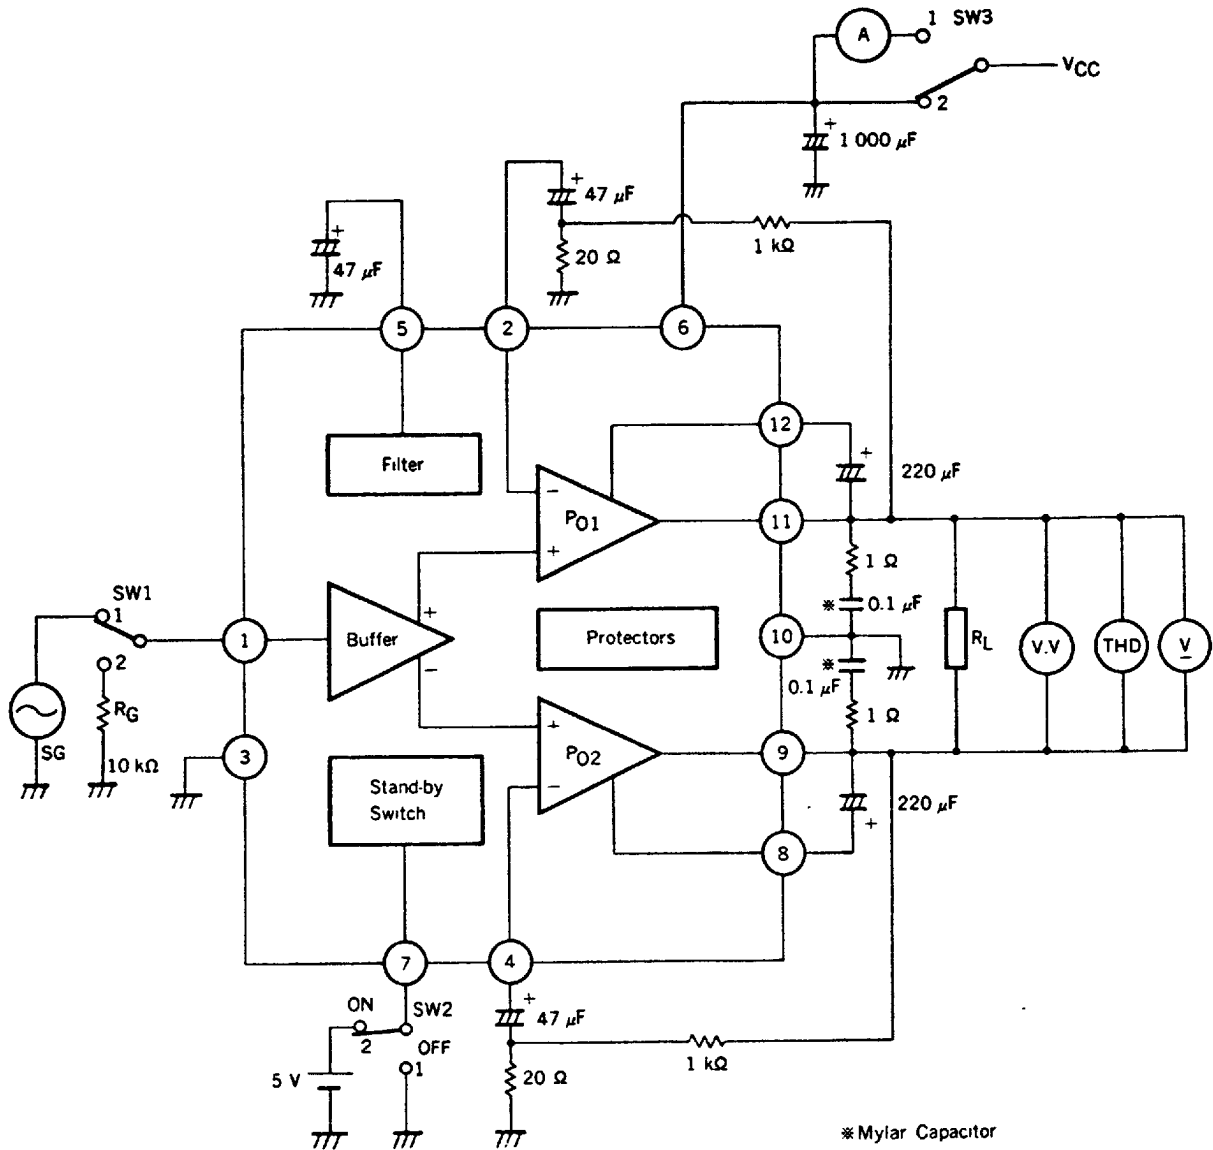 1 SW3
A
VCC
2
+
1 000 μF
+
47 μF
+
47 μF
20 Ω
1 kΩ
5
2
6
12
Filter
+
220 μF
−
PO1
11
+
1 Ω
SW1
1
※ 0.1 μF
+
1
Buffer
Protectors
10
RL
V.V
THD
V
−
2
※
0.1 μF
RG
+
1 Ω
SG
10 kΩ
3
PO2
9
Stand-by
Switch
−
220 μF
+
8
7
4
ON
SW2
+
47 μF
2
OFF
1
1 kΩ
5 V
20 Ω
※Mylar Capacitor